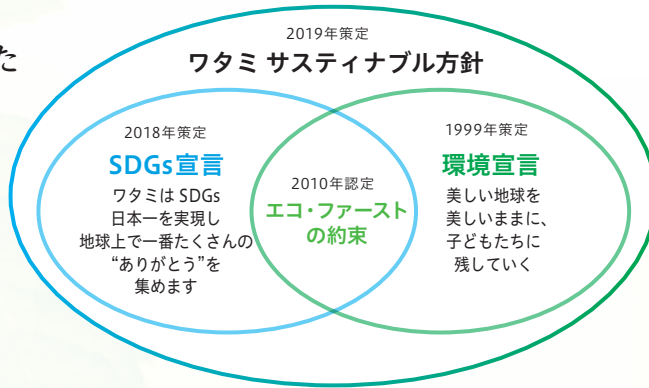 た
2019年策定
ワタミ サスティナブル方針
2018年策定
SDGs宣言
ワタミは SDGs
日本一を実現し
地球上で一番たくさんの
“ありがとう”を
集めます
2010年認定
エコ・ファースト
の約束
1999年策定
環境宣言
美しい地球を
美しいままに、
子どもたちに
残していく